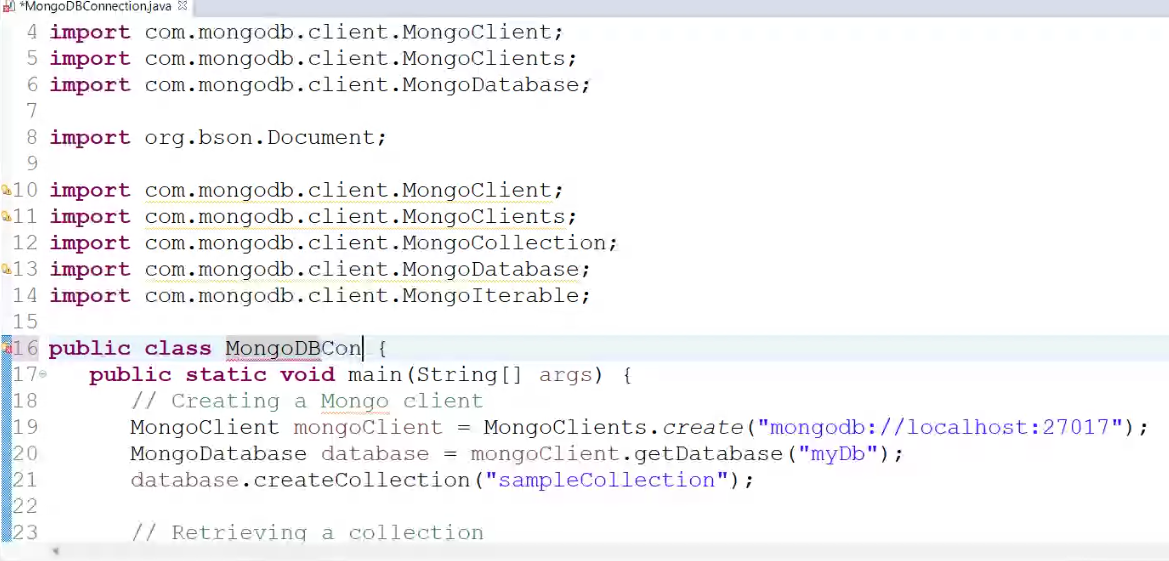 *MongoDBConnection.java
4 import com.mongodb.client.MongoClient;
5 import com.mongodb.client.MongoClients;
6 import com.mongodb.client.MongoDatabase;
7
8 import org.bson.Document;
9
10 import com.mongodb.client.MongoClient;
11 import com.mongodb.client.MongoClients;
12 import com.mongodb.client.MongoCollection;
13 import com.mongodb.client.MongoDatabase;
14 import com.mongodb.client.MongoIterable;
15
16 public class MongoDBCon {
17 public static void main(String[] args) {
18 // Creating a Mongo client
19 MongoClient mongoClient = MongoClients.create("mongodb://localhost:27017");
20 MongoDatabase database = mongoClient.getDatabase("myDb");
21 database.createCollection("sampleCollection");
22
23 // Retrieving a collection